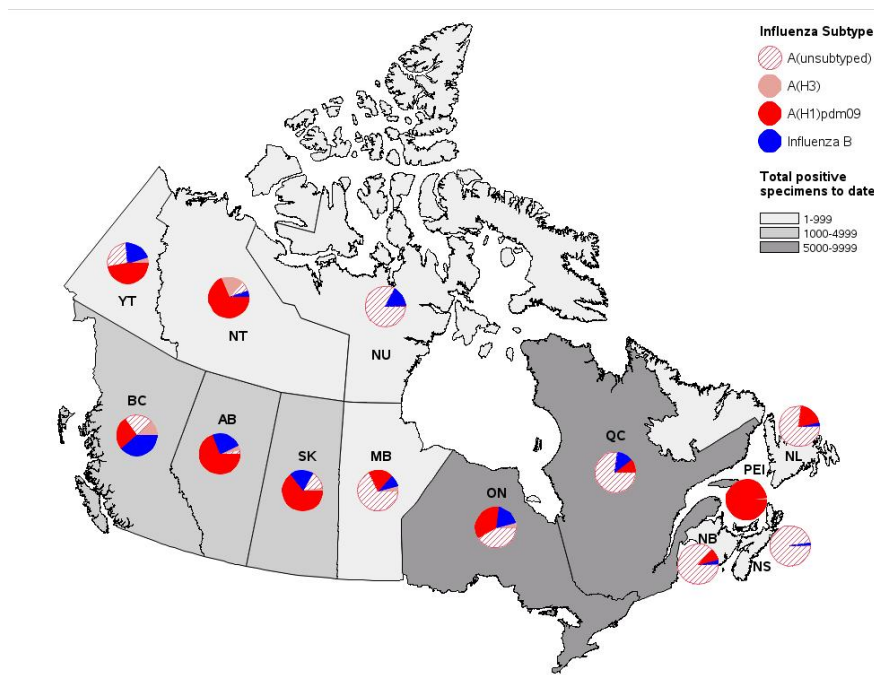 Influenza Subtype
A(unsubtyped)
A(H3)
A(H1)pdm09
Influenza B
Total positive
specimens to date
1-999
1000-4999
5000-9999
YT
NT
NU
BC
AB
SK
MB
ON
QC
NL
PEI
NB
NS